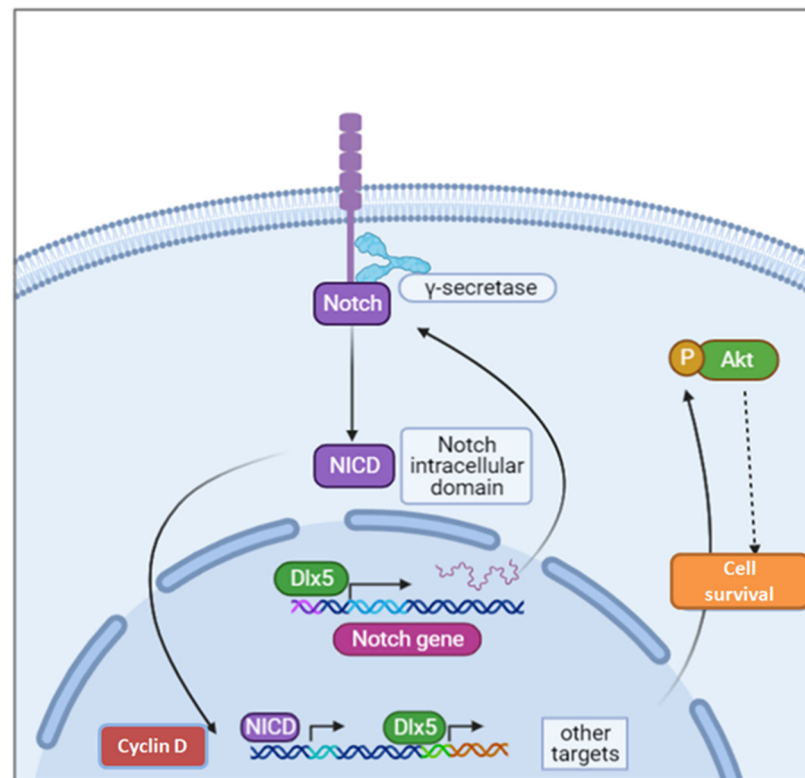 γ-secretase
Notch
P
Akt
NICD
Notch
intracellular
domain
Cell
survival
Dlx5
Notch gene
NICD
Dlx5
Cyclin D
other
targets